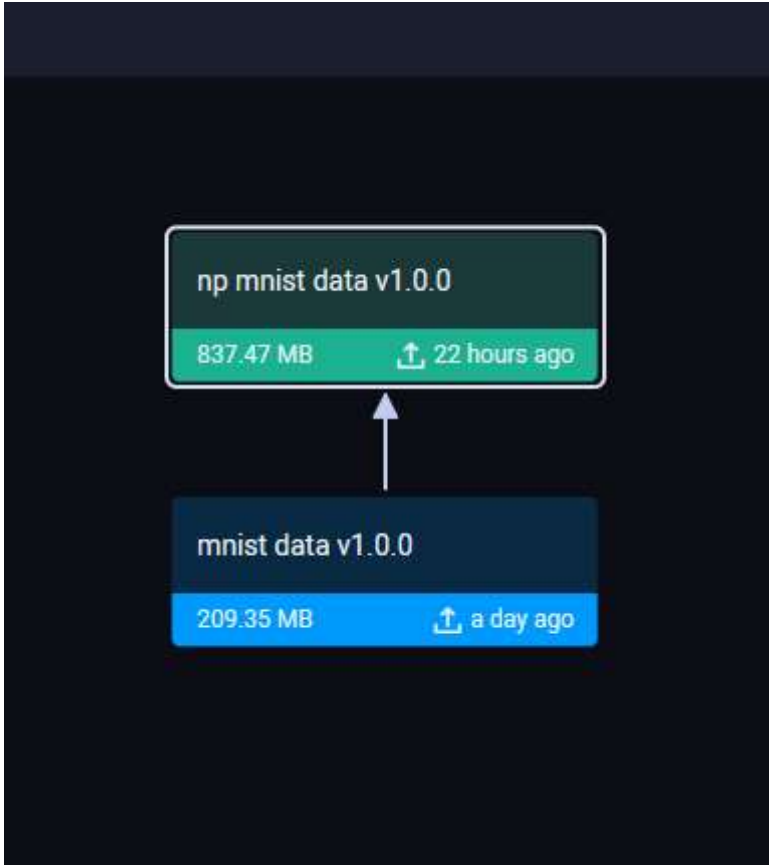 np mnist data v1.0.0
837.47 MB 22 hours ago
mnist data v1.0.0
209.35 MB a day ago